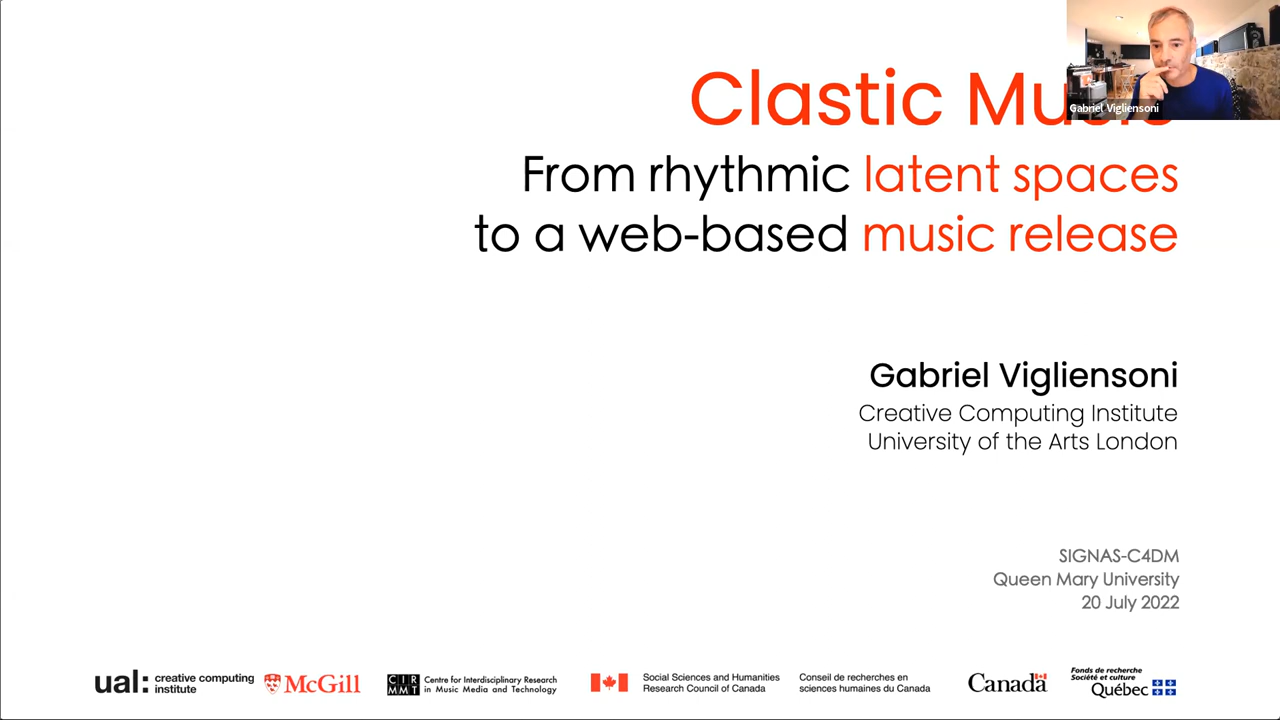 Clastic Music
Gabriel Vigliensoni
From rhythmic latent spaces
to a web-based music release
Gabriel Vigliensoni
Creative Computing Institute
University of the Arts London
SIGNAS-C4DM
Queen Mary University
20 July 2022
ual: creative computing institute
McGill
CIRMMT Centre for Interdisciplinary Research
in Music Media and Technology
Social Sciences and Humanities
Research Council of Canada
Conseil de recherches en
sciences humaines du Canada
Canada
Fonds de recherche
Société et culture
Québec